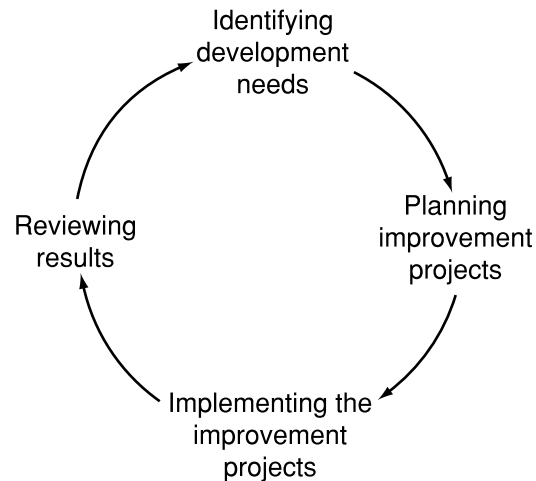 Identifying
development
needs
Planning
improvement
projects
Implementing the
improvement
projects
Reviewing
results